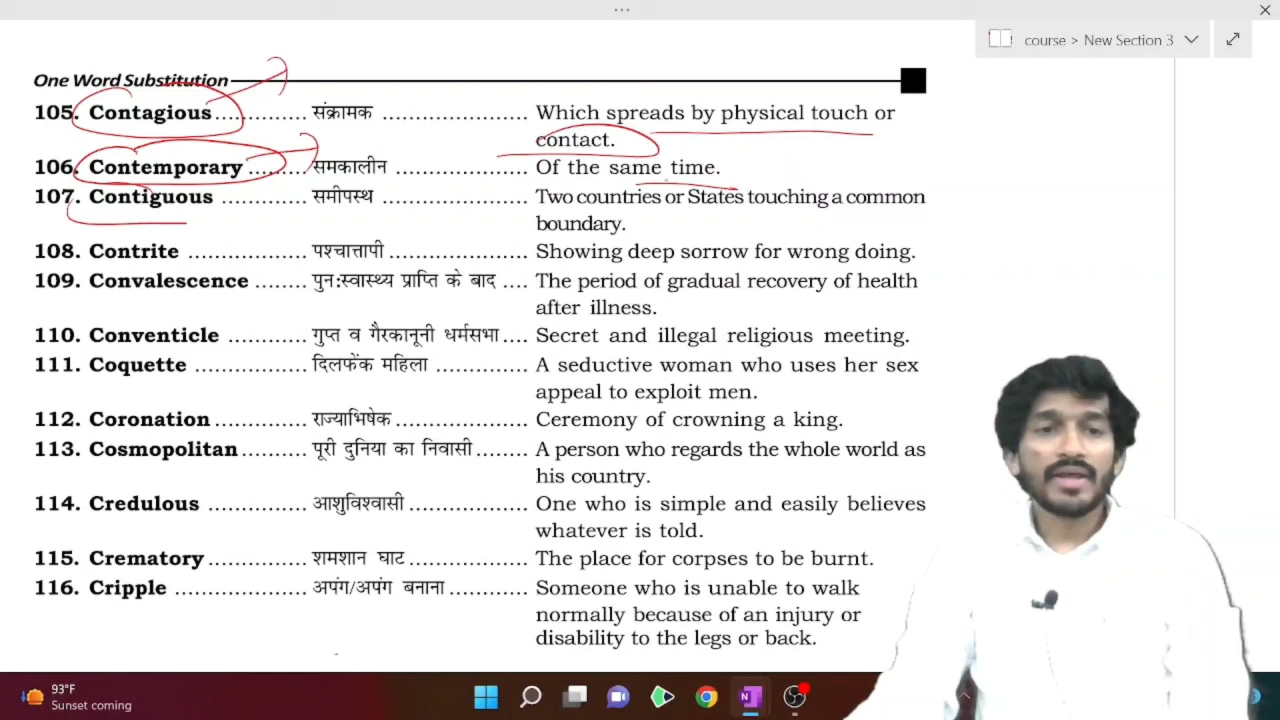 course > New Section 3
One Word Substitution
105. Contagious ............. संक्रामक ...................... Which spreads by physical touch or
contact.
106. Contemporary ........ समकालीन .................... Of the same time.
107. Contiguous ............ समीपस्थ ....................... Two countries or States touching a common
boundary.
108. Contrite ................. पश्चात्तापी ..................... Showing deep sorrow for wrong doing.
109. Convalescence ........ पुनःस्वास्थ्य प्राप्ति के बाद .... The period of gradual recovery of health
after illness.
110. Conventicle ............ गुप्त व गैरकानूनी धर्मसभा .... Secret and illegal religious meeting.
111. Coquette ................ दिलफेंक महिला .............. A seductive woman who uses her sex
appeal to exploit men.
112. Coronation ............. राज्याभिषेक .................... Ceremony of crowning a king.
113. Cosmopolitan .......... पूरी दुनिया का निवासी ........ A person who regards the whole world as
his country.
114. Credulous .............. आशुविश्वासी .................. One who is simple and easily believes
whatever is told.
115. Crematory .............. शमशान घाट .................. The place for corpses to be burnt.
116. Cripple ................... अपंग/अपंग बनाना ............ Someone who is unable to walk
normally because of an injury or
disability to the legs or back.
93°F
Sunset coming